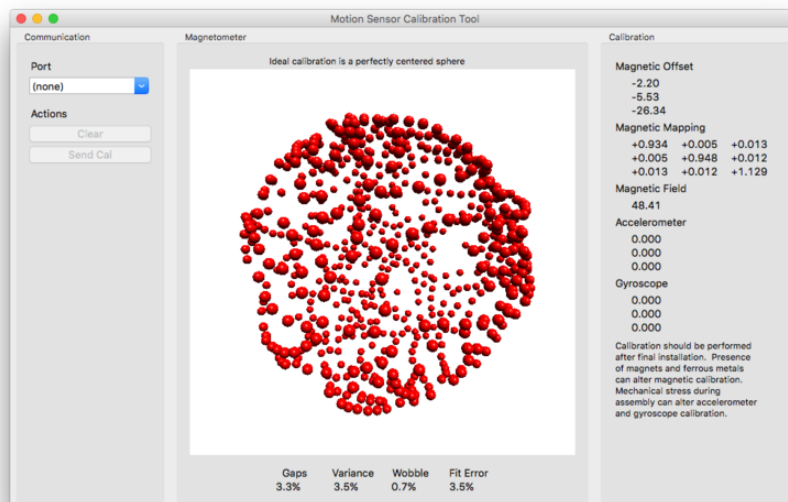 Motion Sensor Calibration Tool
Communication
Port
(none)
Actions
Clear
Send Cal
Magnetometer
Ideal calibration is a perfectly centered sphere
Gaps Variance Wobble Fit Error
3.3% 3.5% 0.7% 3.5%
Calibration
Magnetic Offset
-2.20
-5.53
-26.34
Magnetic Mapping
+0.934 +0.005 +0.013
+0.005 +0.948 +0.012
+0.013 +0.012 +1.129
Magnetic Field
48.41
Accelerometer
0.000
0.000
0.000
Gyroscope
0.000
0.000
0.000
Calibration should be performed
after final installation. Presence
of magnets and ferrous metals
can alter magnetic calibration.
Mechanical stress during
assembly can alter accelerometer
and gyroscope calibration.